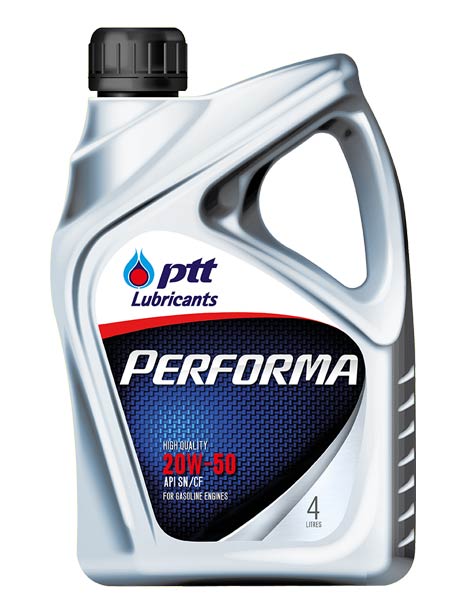 ptt
Lubricants
PERFORMA
HIGH QUALITY
20W-50
API SN/CF
FOR GASOLINE ENGINES
4
LITRES